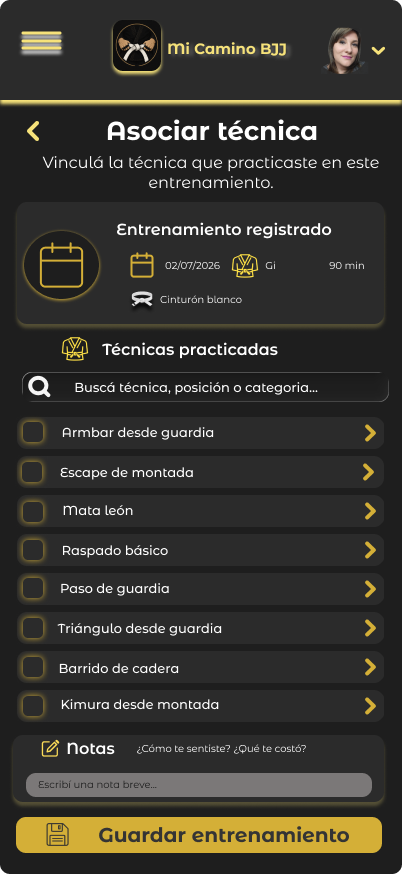 Mi Camino BJJ
Asociar técnica
Vinculá la técnica que practicaste en este
entrenamiento.
Entrenamiento registrado
02/07/2026 Gi 90 min
Cinturón blanco
Técnicas practicadas
Buscá técnica, posición o categoria...
Armbar desde guardia
Escape de montada
Mata león
Raspado básico
Paso de guardia
Triángulo desde guardia
Barrido de cadera
Kimura desde montada
Notas ¿Cómo te sentiste? ¿Qué te costó?
Escribí una nota breve...
Guardar entrenamiento